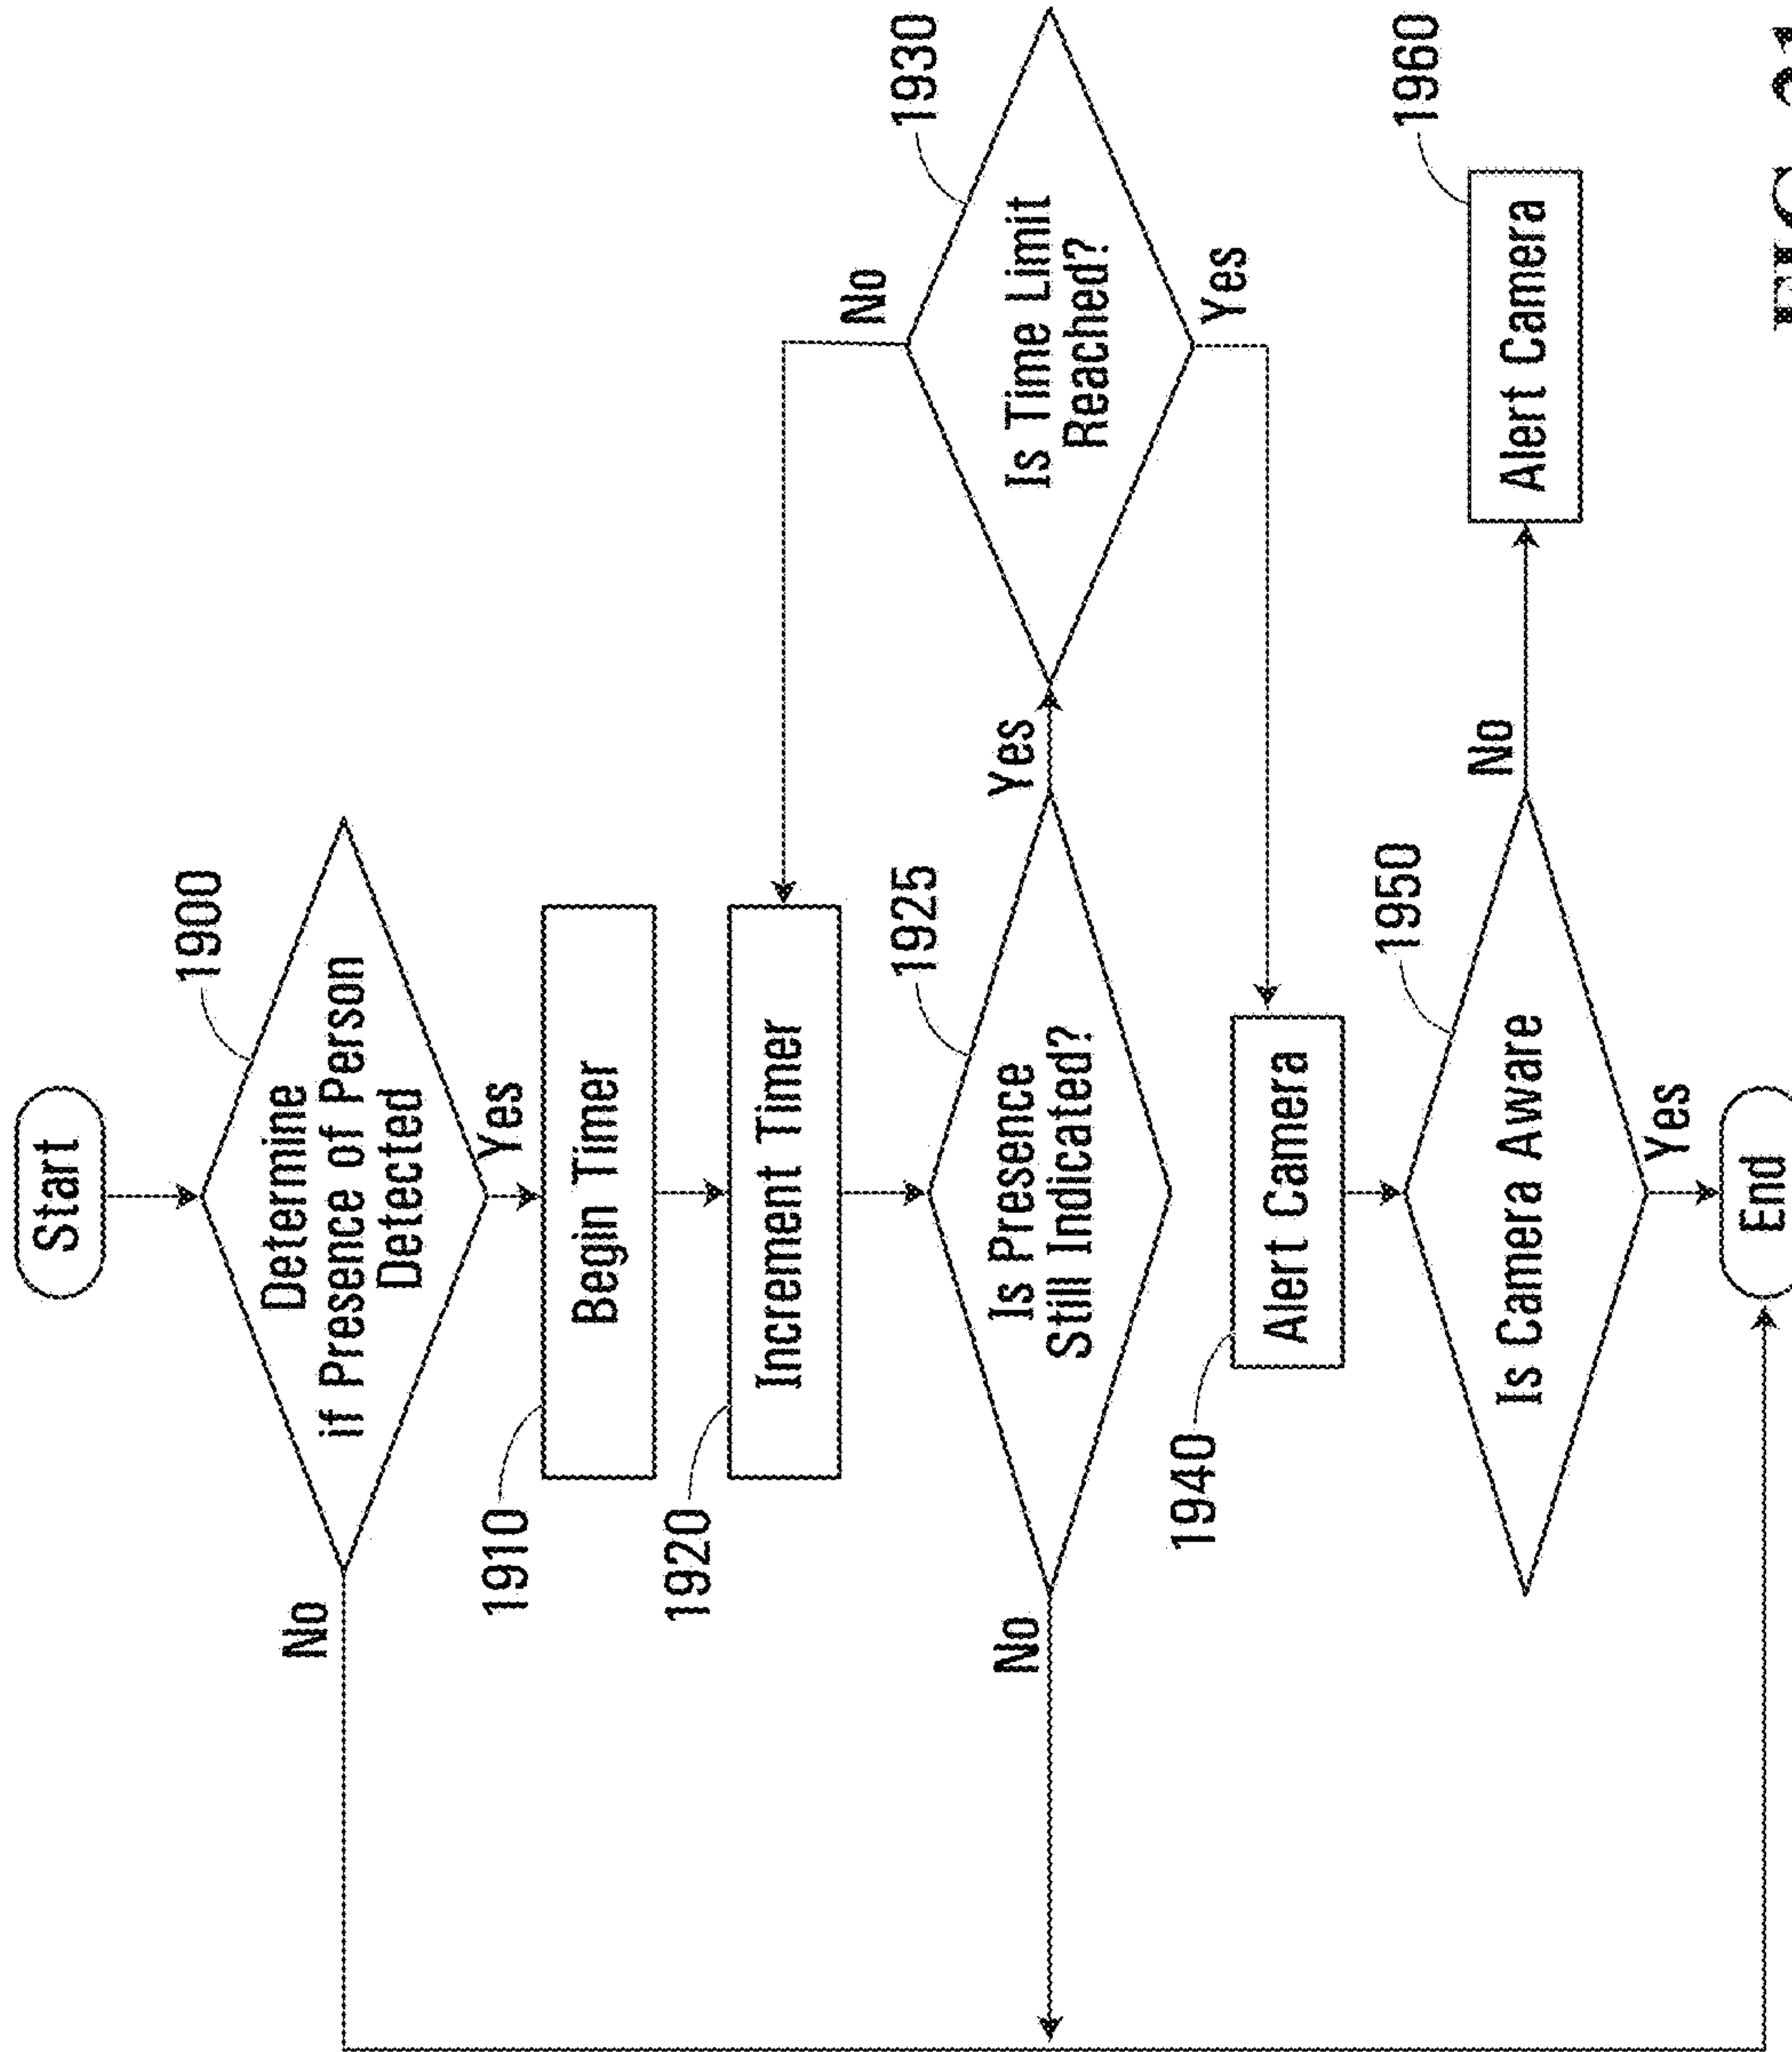 Start
1900
Determine
if Presence of Person
Detected
No
Yes
1910
Begin Timer
1920
Increment Timer
1925
Is Presence
Still Indicated?
No
Yes
1930
Is Time Limit
Reached?
No
Yes
1940
Alert Camera
1950
Is Camera Aware
No
1960
Alert Camera
Yes
End